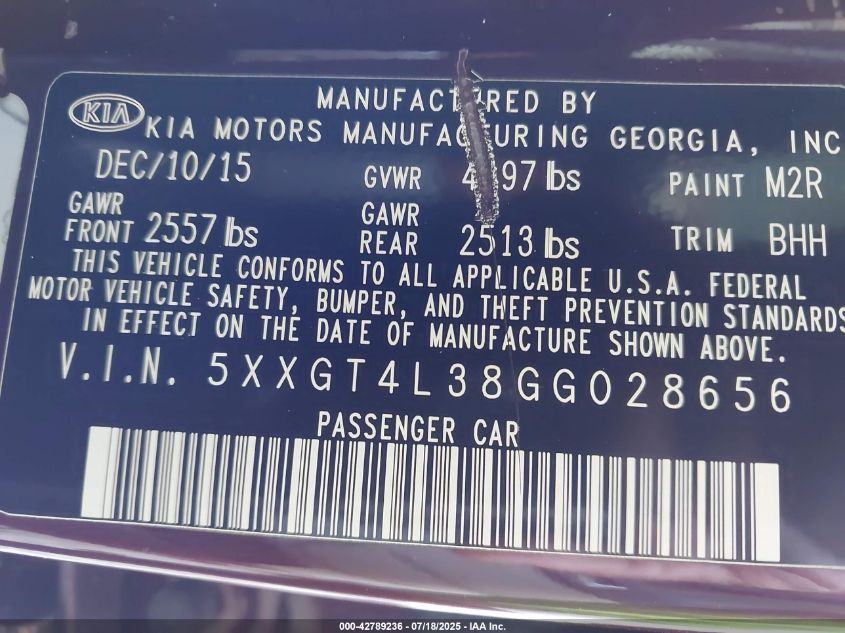 MANUFACTURED BY
KIA KIA MOTORS MANUFACTURING GEORGIA, INC
DEC/10/15 GVWR PAINT M2R
GAWR FRONT 2557 lbs GAWR REAR 2513 lbs TRIM BHH
THIS VEHICLE CONFORMS TO ALL APPLICABLE U.S.A. FEDERAL
MOTOR VEHICLE SAFETY, BUMPER, AND THEFT PREVENTION STANDARDS
IN EFFECT ON THE DATE OF MANUFACTURE SHOWN ABOVE.
V.I.N. 5XXGT4L38GG028656
PASSENGER CAR
000-42789236 - 07/18/2025 - IAA Inc.